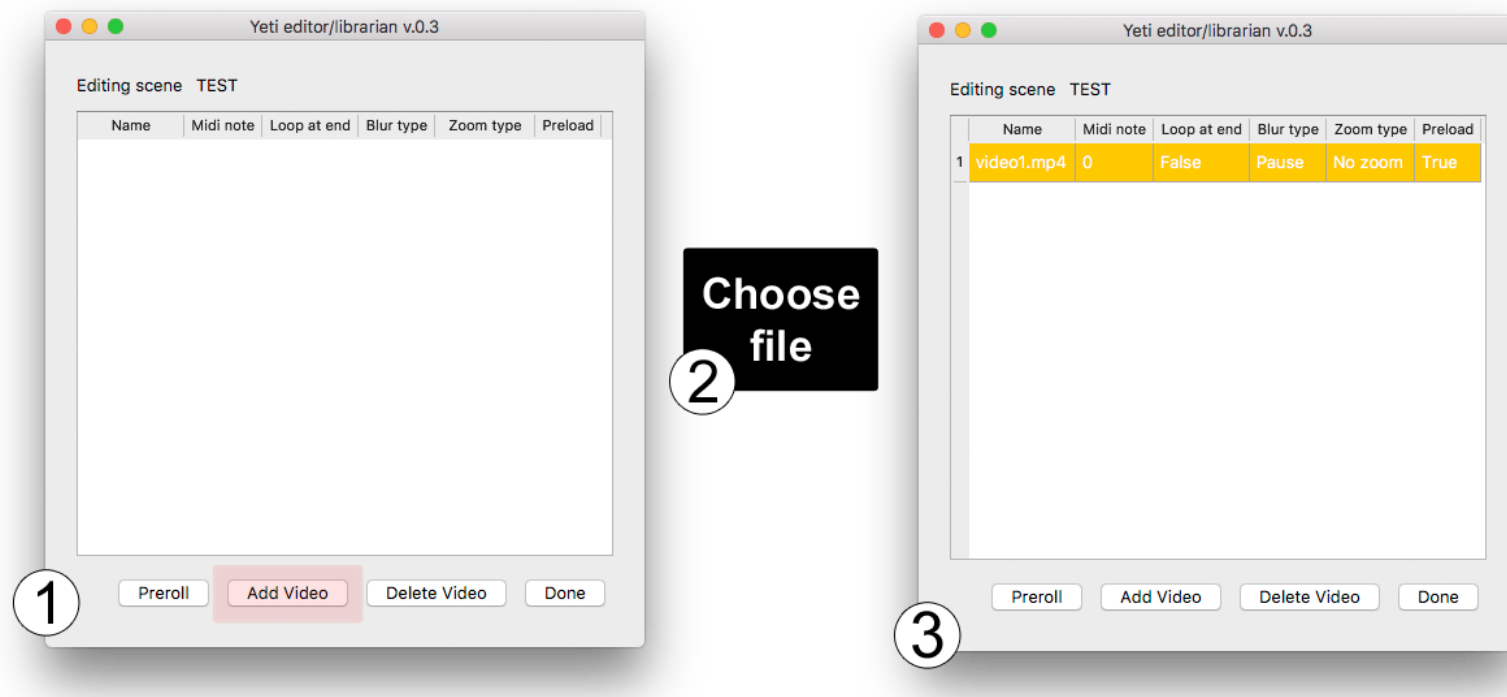 Yeti editor/librarian v.0.3
Editing scene TEST
Name Midi note Loop at end Blur type Zoom type Preload
Preroll Add Video Delete Video Done
1
Choose
file
2
Yeti editor/librarian v.0.3
Editing scene TEST
Name Midi note Loop at end Blur type Zoom type Preload
1 video1.mp4 0 False Pause No zoom True
Preroll Add Video Delete Video Done
3